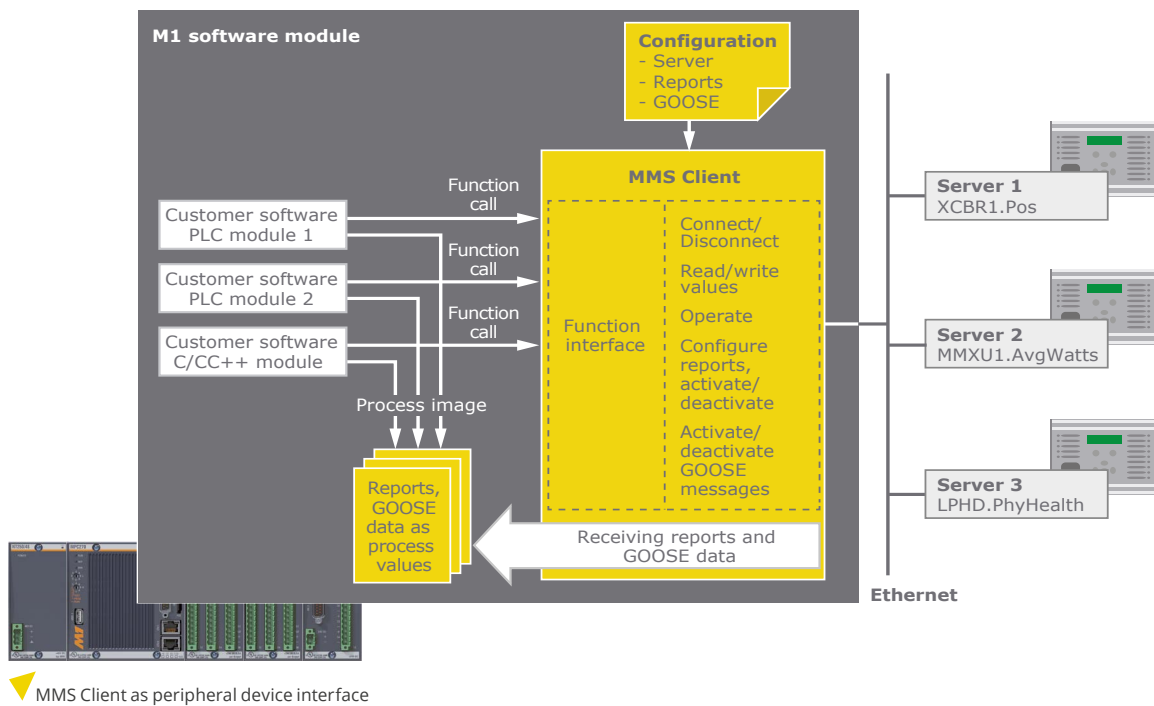 M1 software module
Configuration
- Server
- Reports
- GOOSE
MMS Client
Function
call
Customer software
PLC module 1
Function
call
Customer software
PLC module 2
Function
call
Customer software
C/CC++ module
Function
interface
Connect/
Disconnect
Read/write
values
Operate
Configure
reports,
activate/
deactivate
Activate/
deactivate
GOOSE
messages
Process image
Reports,
GOOSE
data as
process
values
Receiving reports and
GOOSE data
Server 1
XCBR1.Pos
Server 2
MMXU1.AvgWatts
Server 3
LPHD.PhyHealth
Ethernet
MMS Client as peripheral device interface